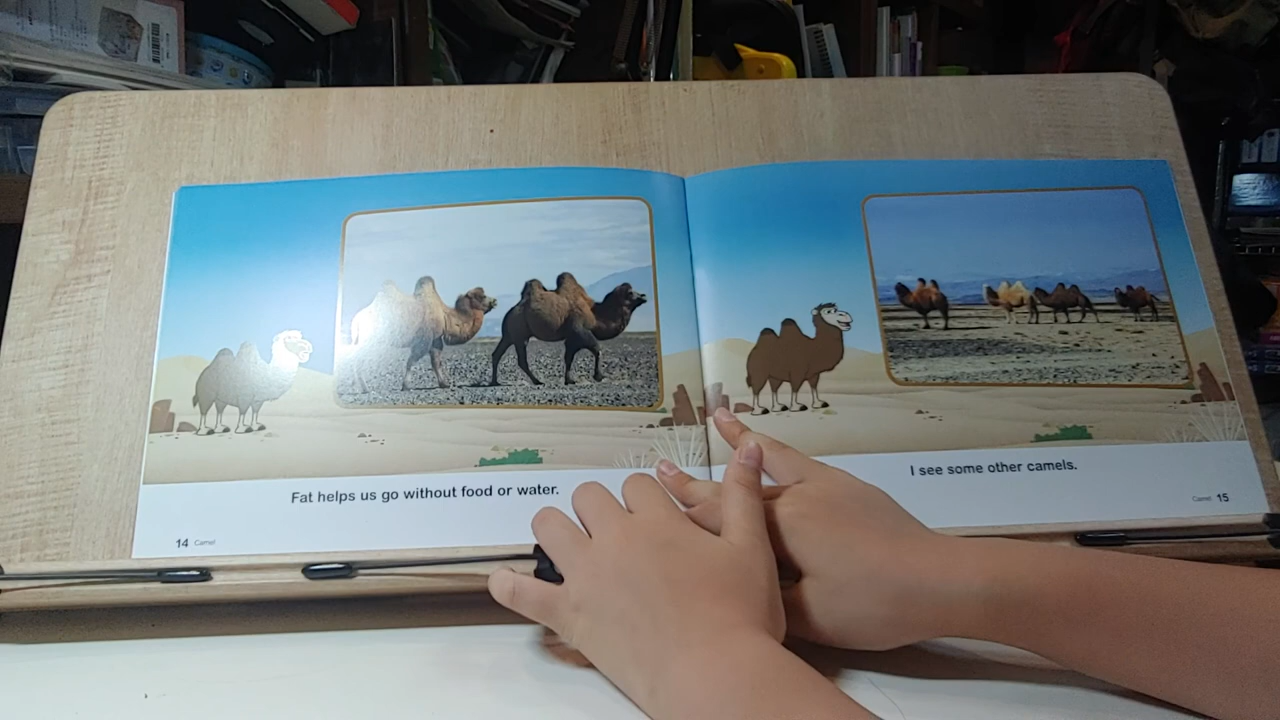 Fat helps us go without food or water.
14 Camel
I see some other camels.
Camel 15